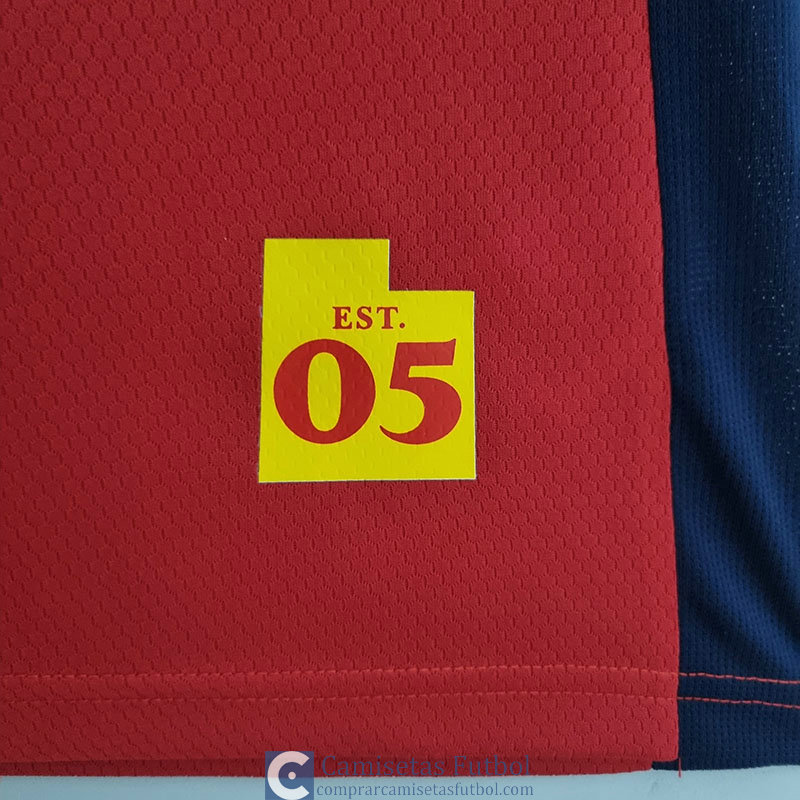 EST.
05
Camisetas Futbol
comprarcamisetasfutbol.com